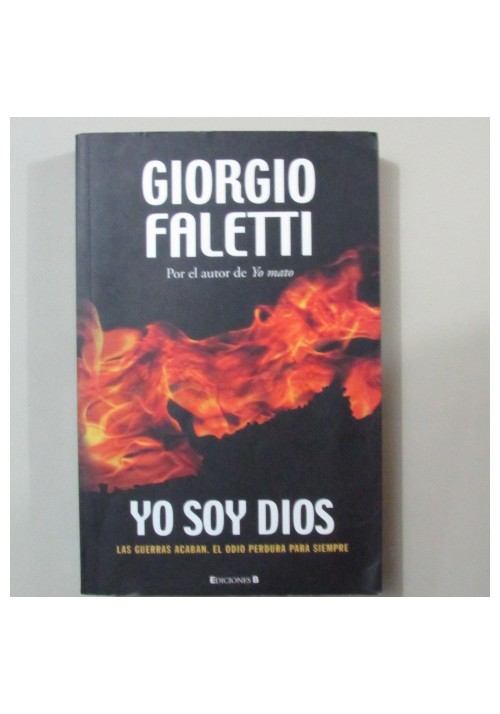 GIORGIO
FALETTI
Por el autor de Yo mato
YO SOY DIOS
LAS GUERRAS ACABAN. EL ODIO PERDURA PARA SIEMPRE
EDICIONES B